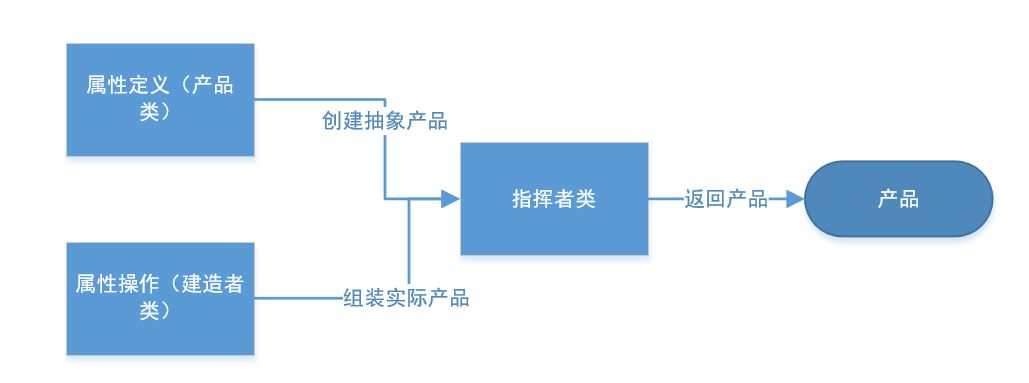 属性定义（产品
类）
创建抽象产品
指挥者类
返回产品
产品
属性操作（建造者
类）
组装实际产品